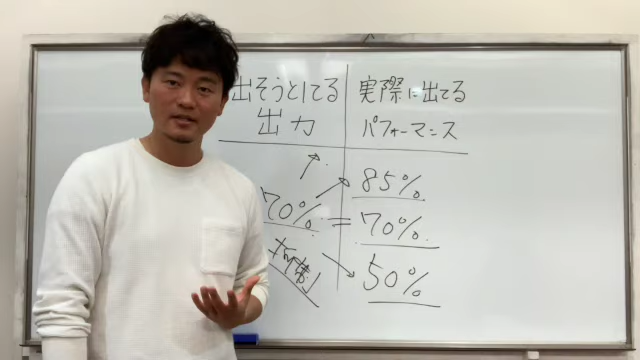 出そうとしてる
出力
実際に出てる
パフォーマンス
70%
=
85%
70%
50%